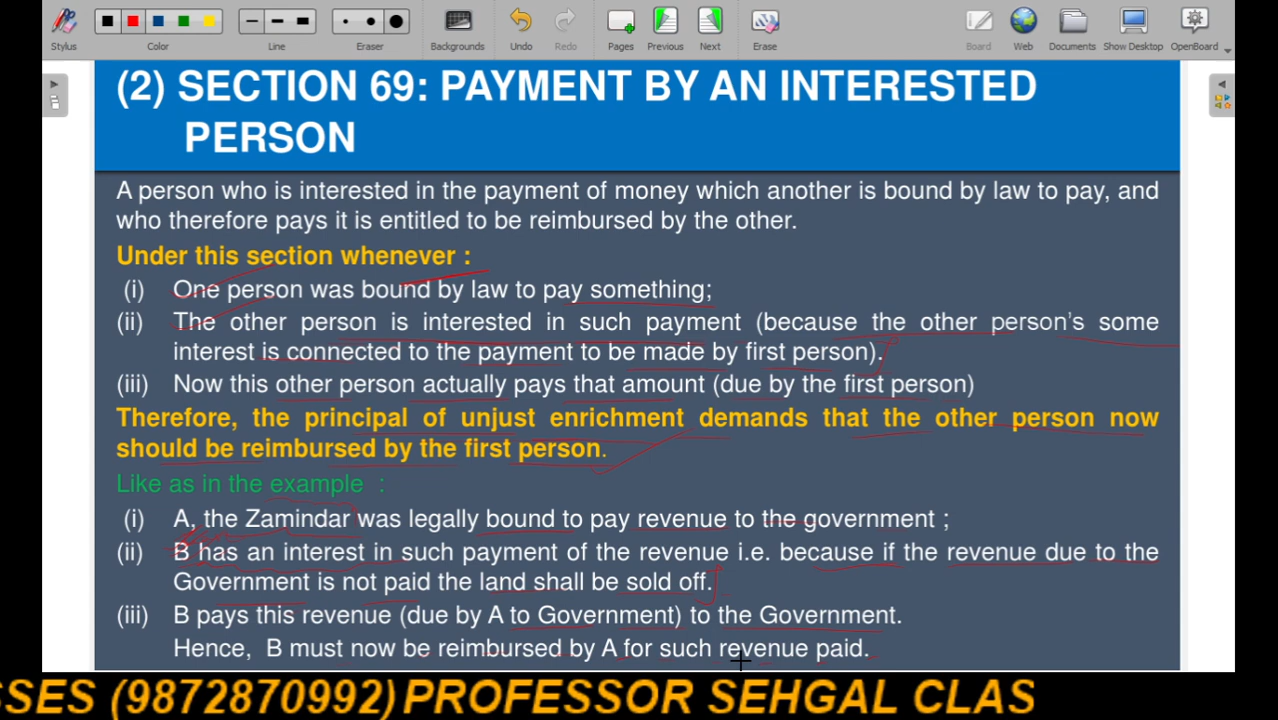 Stylus Color Line Eraser Backgrounds Undo Redo Pages Previous Next Erase Board Web Documents Show Desktop OpenBoard
(2) SECTION 69: PAYMENT BY AN INTERESTED
PERSON
A person who is interested in the payment of money which another is bound by law to pay, and
who therefore pays it is entitled to be reimbursed by the other.
Under this section whenever :
(i) One person was bound by law to pay something;
(ii) The other person is interested in such payment (because the other person's some
interest is connected to the payment to be made by first person).
(iii) Now this other person actually pays that amount (due by the first person)
Therefore, the principal of unjust enrichment demands that the other person now
should be reimbursed by the first person.
Like as in the example :
(i) A, the Zamindar was legally bound to pay revenue to the government ;
(ii) B has an interest in such payment of the revenue i.e. because if the revenue due to the
Government is not paid the land shall be sold off.
(iii) B pays this revenue (due by A to Government) to the Government.
Hence, B must now be reimbursed by A for such revenue paid.
SSES (9872870992) PROFESSOR SEHGAL CLAS